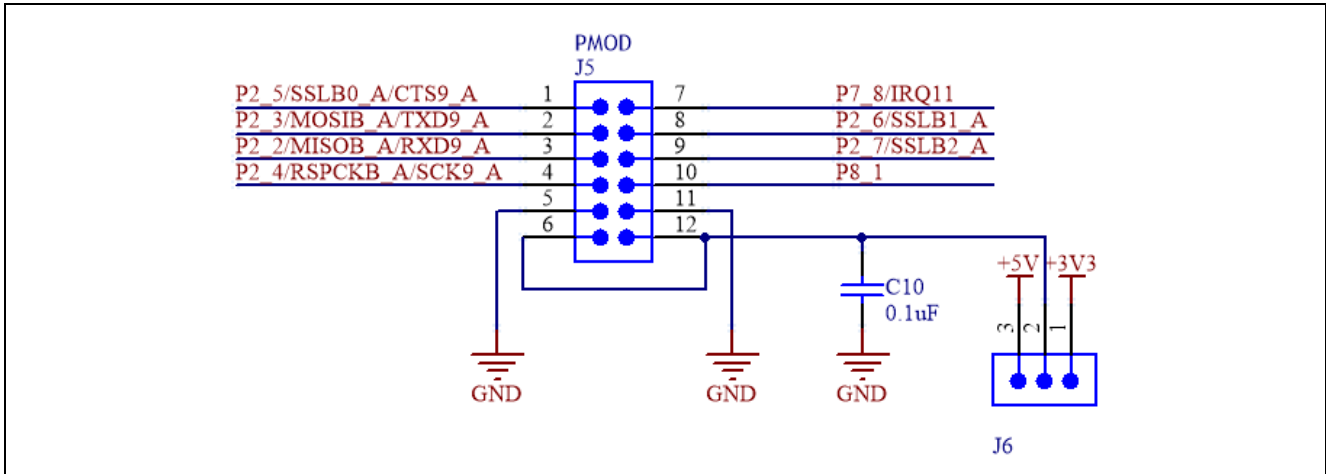 PMOD
J5
P2_5/SSLB0_A/CTS9_A 1 7 P7_8/IRQ11
P2_3/MOSIB_A/TXD9_A 2 8 P2_6/SSLB1_A
P2_2/MISOB_A/RXD9_A 3 9 P2_7/SSLB2_A
P2_4/RSPCKB_A/SCK9_A 4 10 P8_1
5 11
6 12
+5V +3V3
C10
0.1uF
3 2 1
GND GND GND
J6